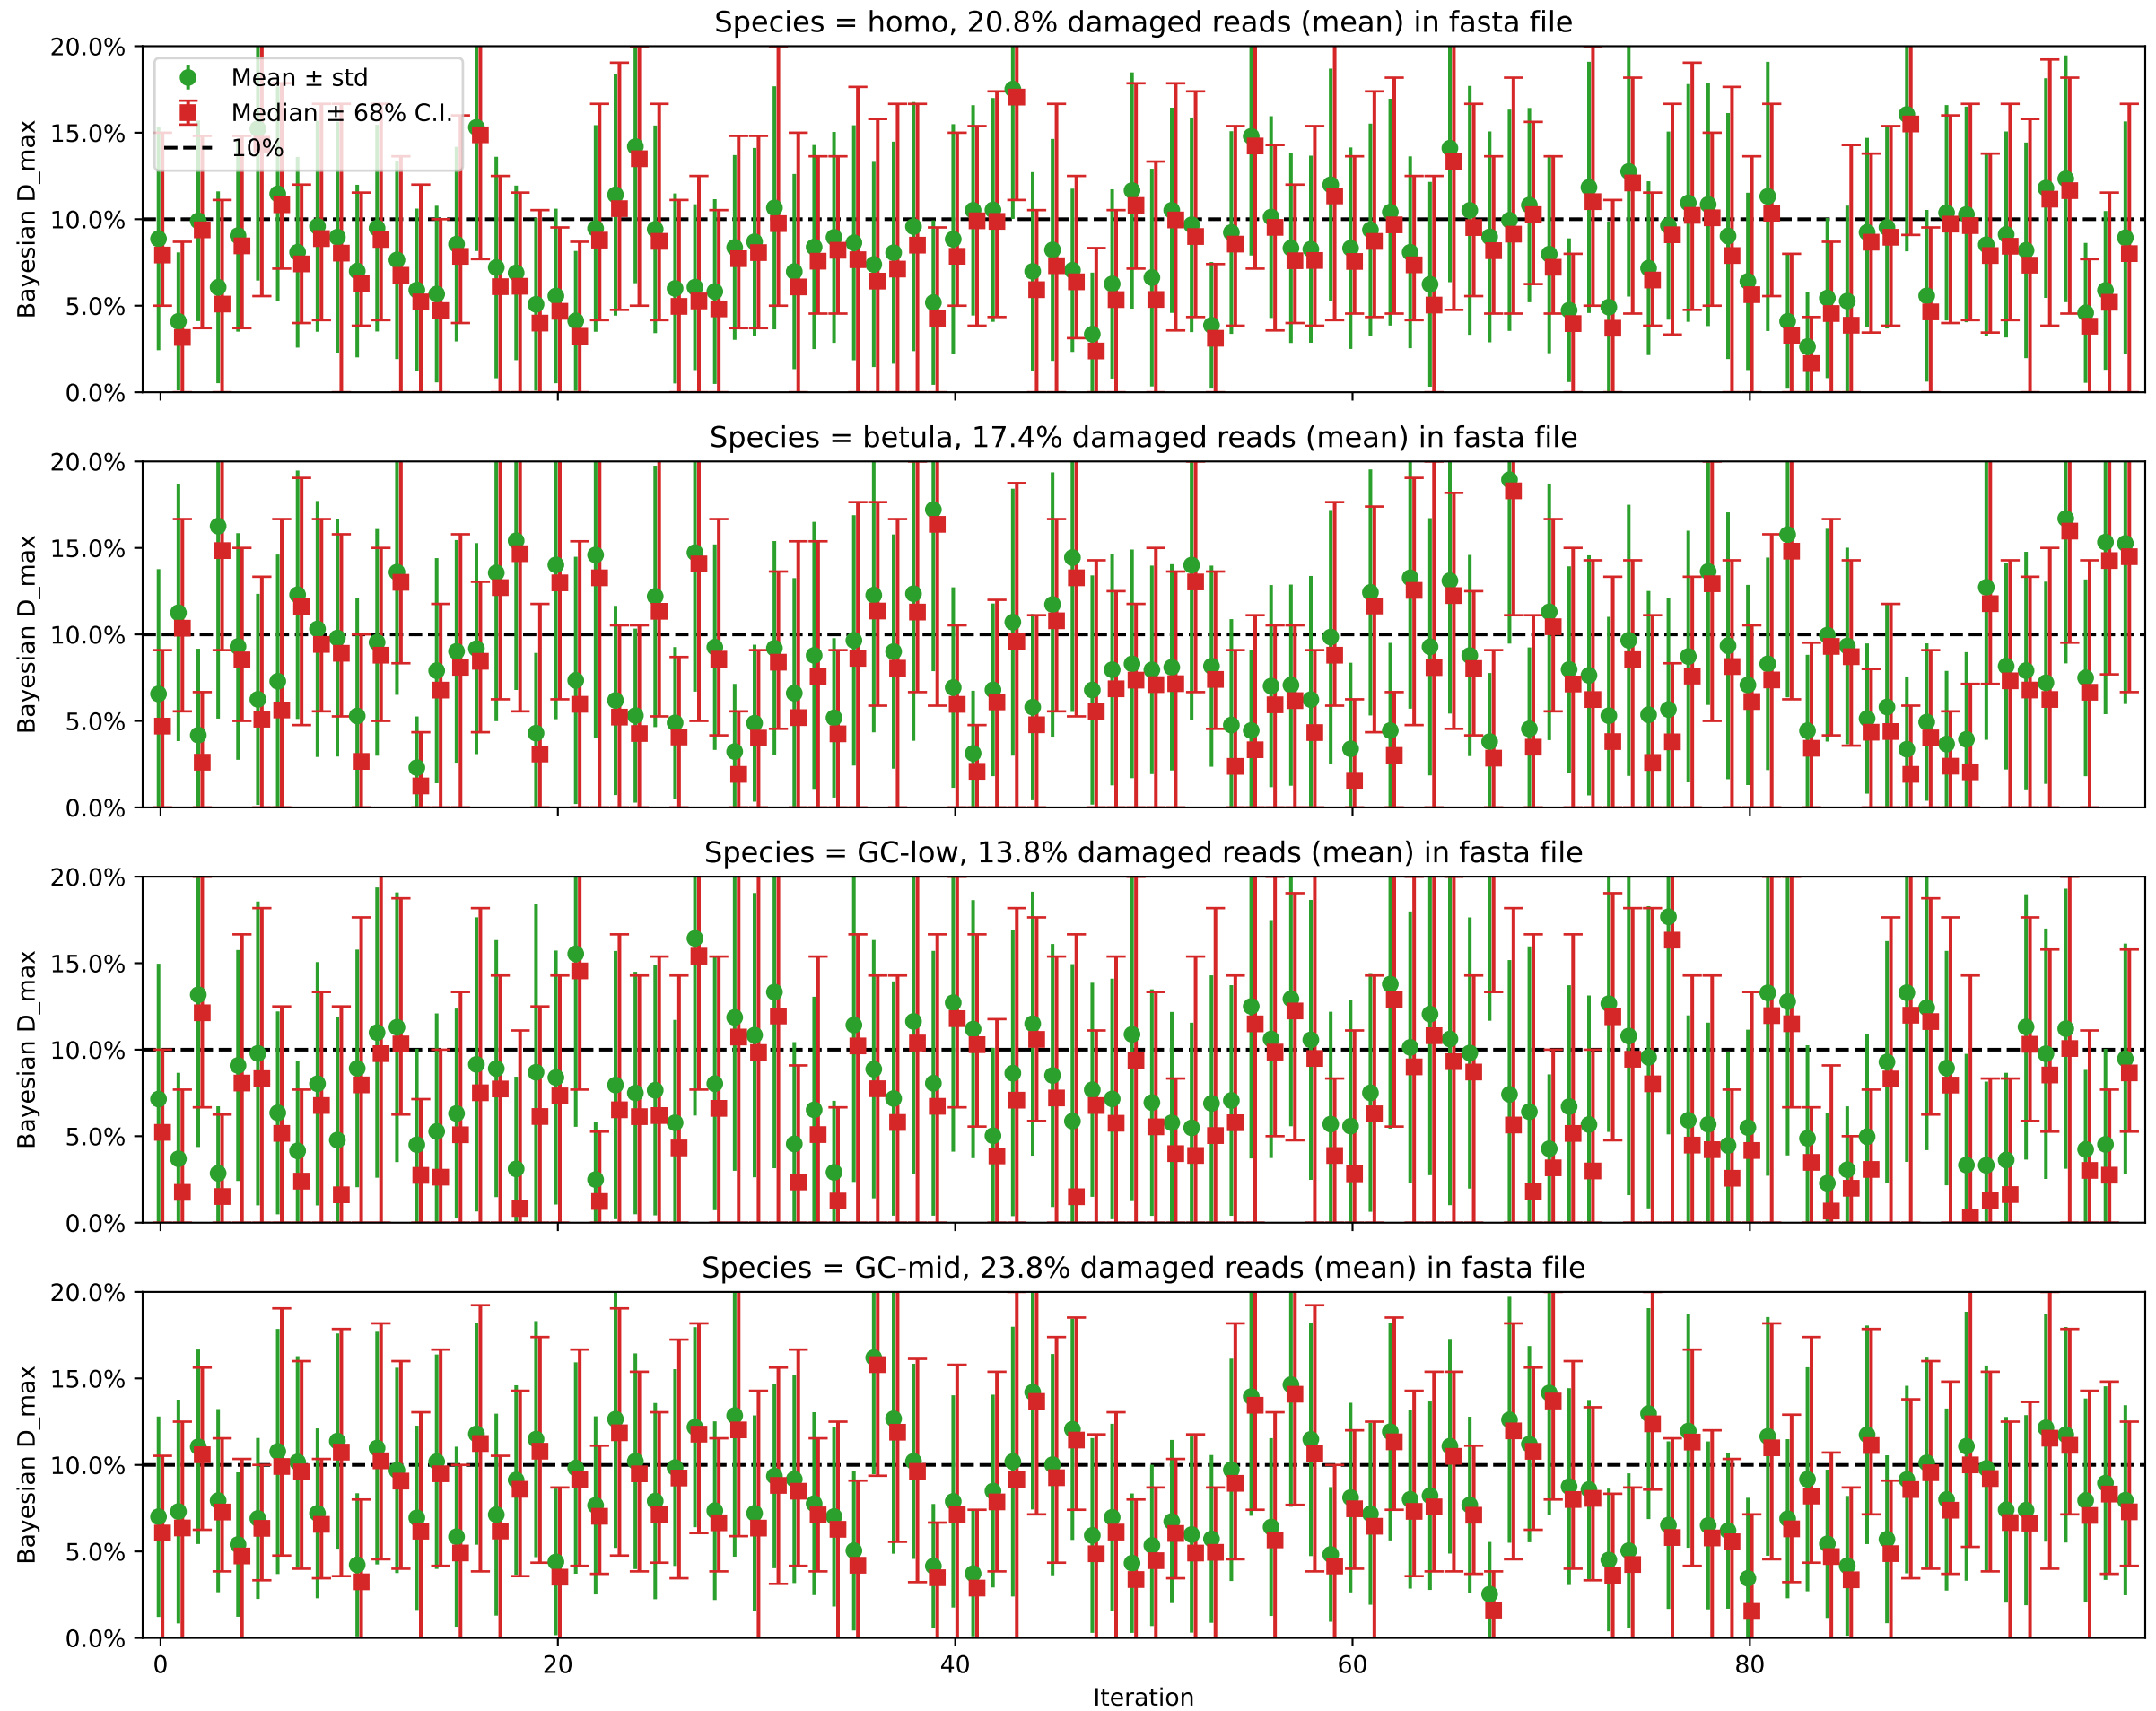 Species = homo, 20.8% damaged reads (mean) in fasta file
20.0%
15.0%
10.0%
5.0%
0.0%
Bayesian D_max
Mean ± std
Median ± 68% C.I.
10%
Species = betula, 17.4% damaged reads (mean) in fasta file
20.0%
15.0%
10.0%
5.0%
0.0%
Bayesian D_max
Species = GC-low, 13.8% damaged reads (mean) in fasta file
20.0%
15.0%
10.0%
5.0%
0.0%
Bayesian D_max
Species = GC-mid, 23.8% damaged reads (mean) in fasta file
20.0%
15.0%
10.0%
5.0%
0.0%
Bayesian D_max
0 20 40 60 80
Iteration